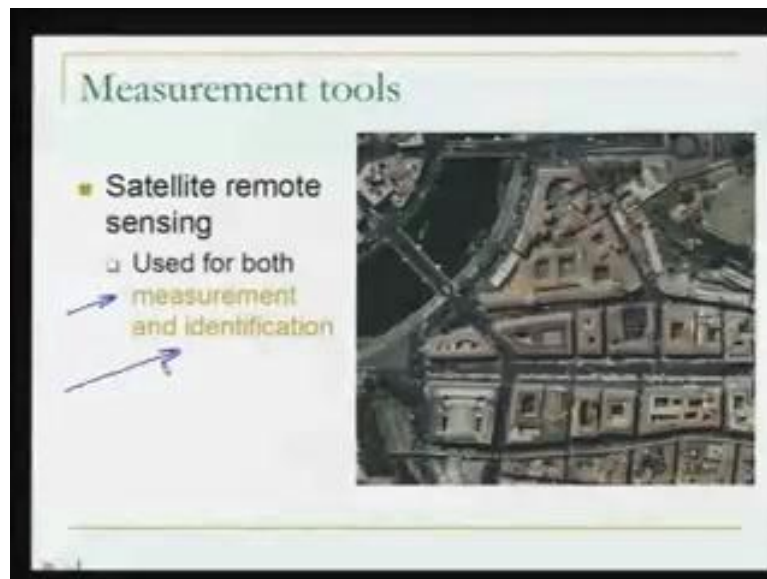 Measurement tools
Satellite remote
sensing
Used for both
measurement
and identification